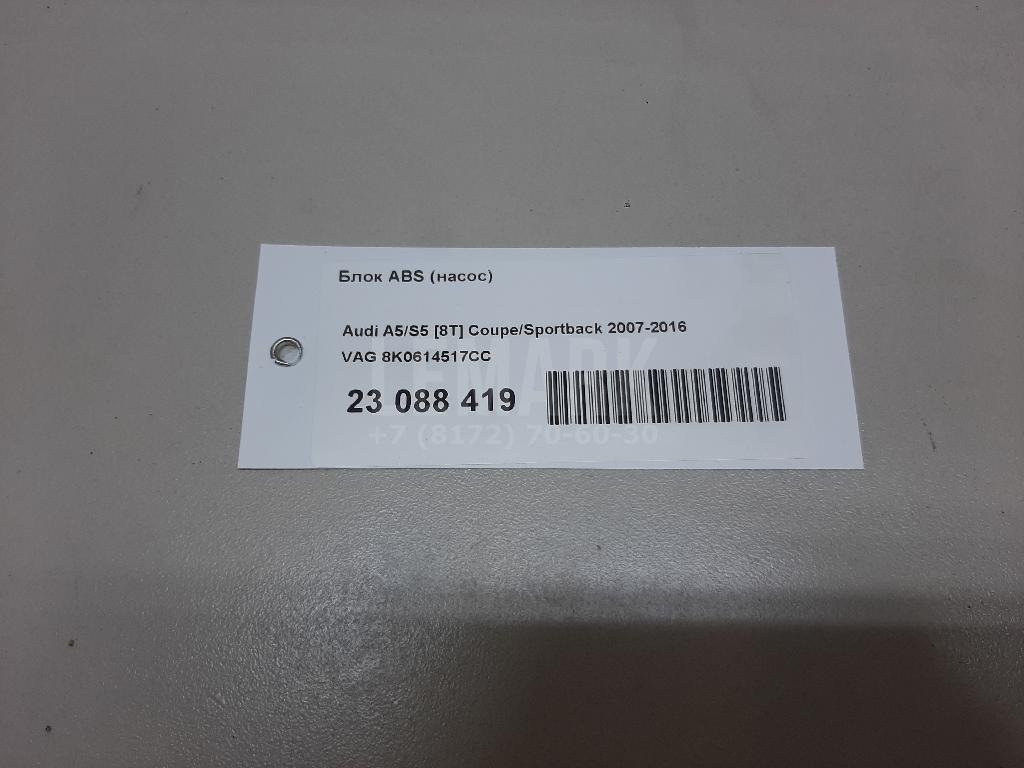 Блок ABS (насос)
Audi A5/S5 [8T] Coupe/Sportback 2007-2016
VAG 8K0614517CC
LEMARK
23 088 419
+7 (8172) 70-60-30